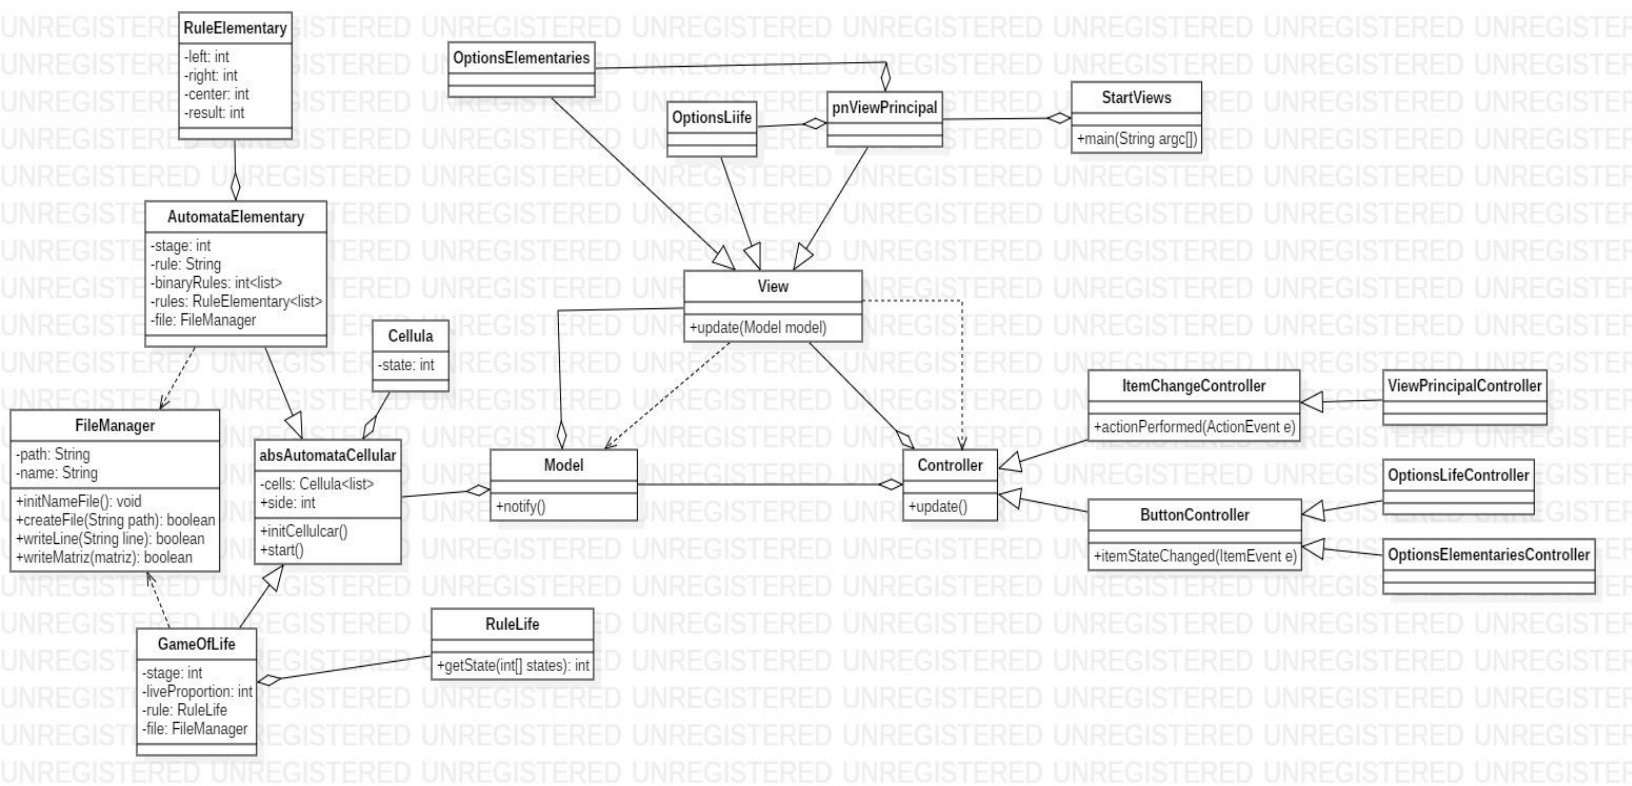 RuleElementary
-left: int
-right: int
-center: int
-result: int
OptionsElementaries
OptionsLiife
pnViewPrincipal
StartViews
+main(String argc[])
AutomataElementary
-stage: int
-rule: String
-binaryRules: int<list>
-rules: RuleElementary<list>
-file: FileManager
View
+update(Model model)
Cellula
-state: int
FileManager
-path: String
-name: String
+initNameFile(): void
+createFile(String path): boolean
+writeLine(String line): boolean
+writeMatriz(matriz): boolean
absAutomataCellular
-cells: Cellula<list>
+side: int
+initCellulcar()
+start()
Model
+notify()
Controller
+update()
ItemChangeController
+actionPerformed(ActionEvent e)
ViewPrincipalController
OptionsLifeController
ButtonController
+itemStateChanged(ItemEvent e)
OptionsElementariesController
GameOfLife
-stage: int
-liveProportion: int
-rule: RuleLife
-file: FileManager
RuleLife
+getState(int[] states): int
UNREGISTERED